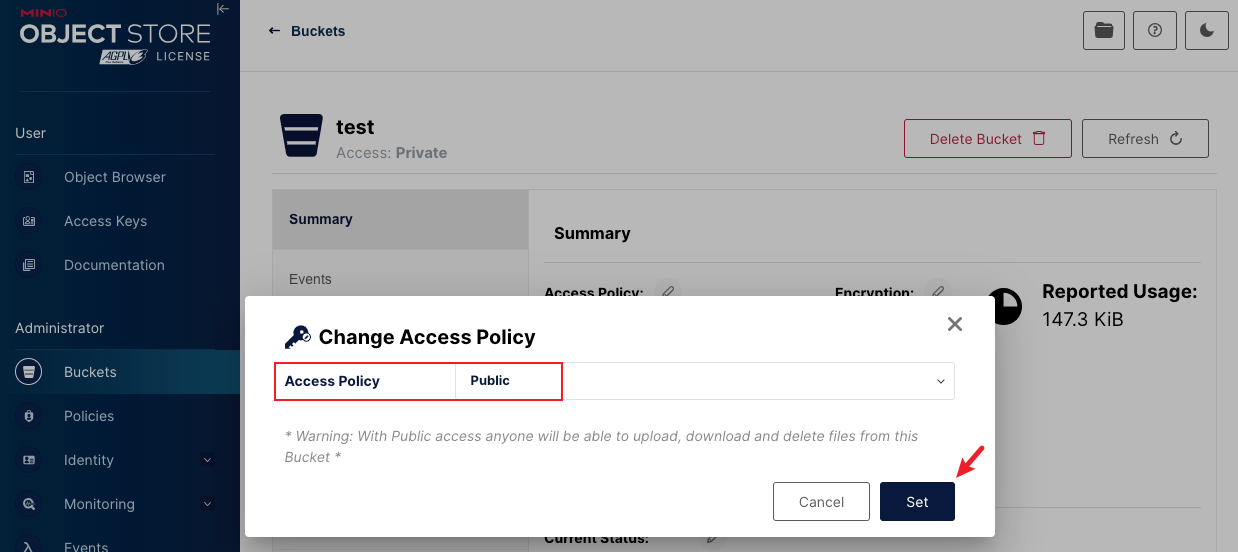 MINIO
OBJECT STORE
AGPL LICENSE
User
Object Browser
Access Keys
Documentation
Administrator
Buckets
Policies
Identity
Monitoring
Events
Buckets
test
Access: Private
Delete Bucket
Refresh
Summary
Events
Summary
Access Policy:
Encryption:
Reported Usage:
147.3 KiB
Change Access Policy
Access Policy
Public
* Warning: With Public access anyone will be able to upload, download and delete files from this
Bucket *
Cancel
Set
Current Status: